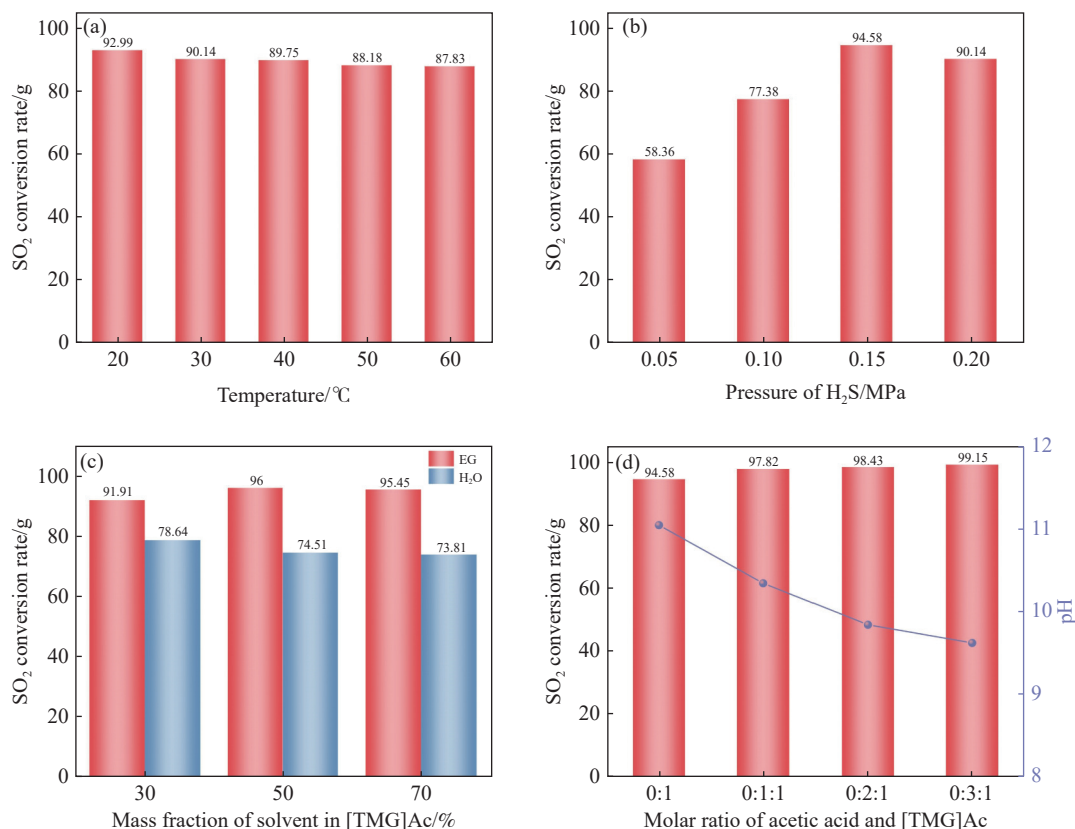 (a)
92.99
90.14
89.75
88.18
87.83
100
80
60
40
20
0
SO₂ conversion rate/g
20 30 40 50 60
Temperature/℃
(b)
58.36
77.38
94.58
90.14
100
80
60
40
20
0
SO₂ conversion rate/g
0.05 0.10 0.15 0.20
Pressure of H₂S/MPa
(c)
EG
H₂O
91.91
78.64
96
74.51
95.45
73.81
100
80
60
40
20
0
SO₂ conversion rate/g
30 50 70
Mass fraction of solvent in [TMG]Ac/%
(d)
94.58
97.82
98.43
99.15
100
80
60
40
20
0
SO₂ conversion rate/g
12
11
10
9
8
pH
0:1 0:1:1 0:2:1 0:3:1
Molar ratio of acetic acid and [TMG]Ac